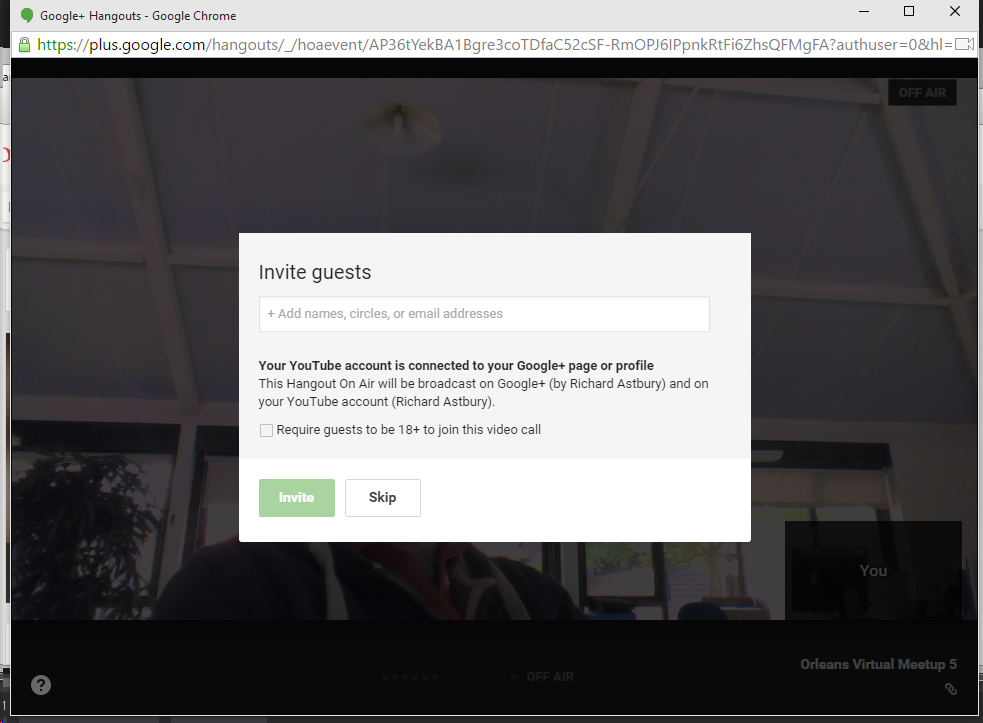 Google+ Hangouts - Google Chrome
https://plus.google.com/hangouts/_/hoaevent/AP36tYekBA1Bgre3coTDfaC52cSF-RmOPJ6IPpnkRtFi6ZhsQFMgFA?authuser=0&hl=
OFF AIR
Invite guests
+ Add names, circles, or email addresses
Your YouTube account is connected to your Google+ page or profile
This Hangout On Air will be broadcast on Google+ (by Richard Astbury) and on
your YouTube account (Richard Astbury).
Require guests to be 18+ to join this video call
Invite Skip
You
Orleans Virtual Meetup 5
? OFF AIR